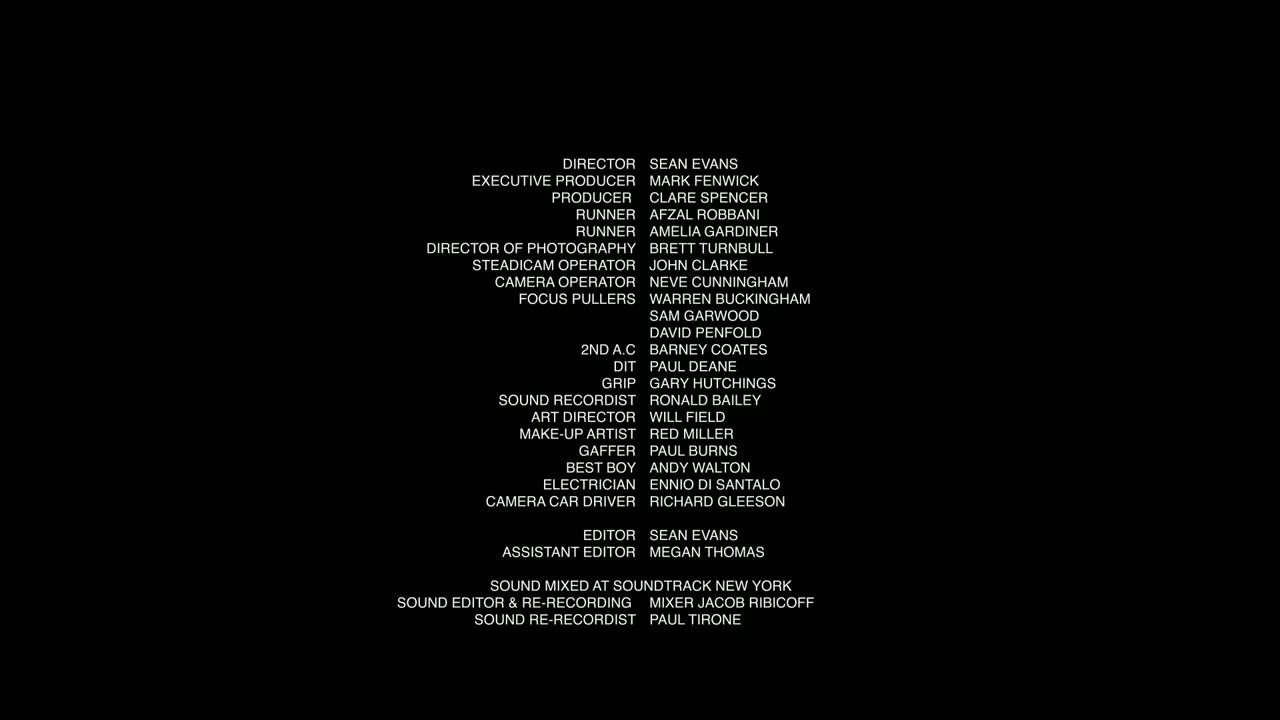 DIRECTOR SEAN EVANS
EXECUTIVE PRODUCER MARK FENWICK
PRODUCER CLARE SPENCER
RUNNER AFZAL ROBBANI
RUNNER AMELIA GARDINER
DIRECTOR OF PHOTOGRAPHY BRETT TURNBULL
STEADICAM OPERATOR JOHN CLARKE
CAMERA OPERATOR NEVE CUNNINGHAM
FOCUS PULLERS WARREN BUCKINGHAM
SAM GARWOOD
DAVID PENFOLD
2ND A.C BARNEY COATES
DIT PAUL DEANE
GRIP GARY HUTCHINGS
SOUND RECORDIST RONALD BAILEY
ART DIRECTOR WILL FIELD
MAKE-UP ARTIST RED MILLER
GAFFER PAUL BURNS
BEST BOY ANDY WALTON
ELECTRICIAN ENNIO DI SANTALO
CAMERA CAR DRIVER RICHARD GLEESON
EDITOR SEAN EVANS
ASSISTANT EDITOR MEGAN THOMAS
SOUND MIXED AT SOUNDTRACK NEW YORK
SOUND EDITOR & RE-RECORDING MIXER JACOB RIBICOFF
SOUND RE-RECORDIST PAUL TIRONE